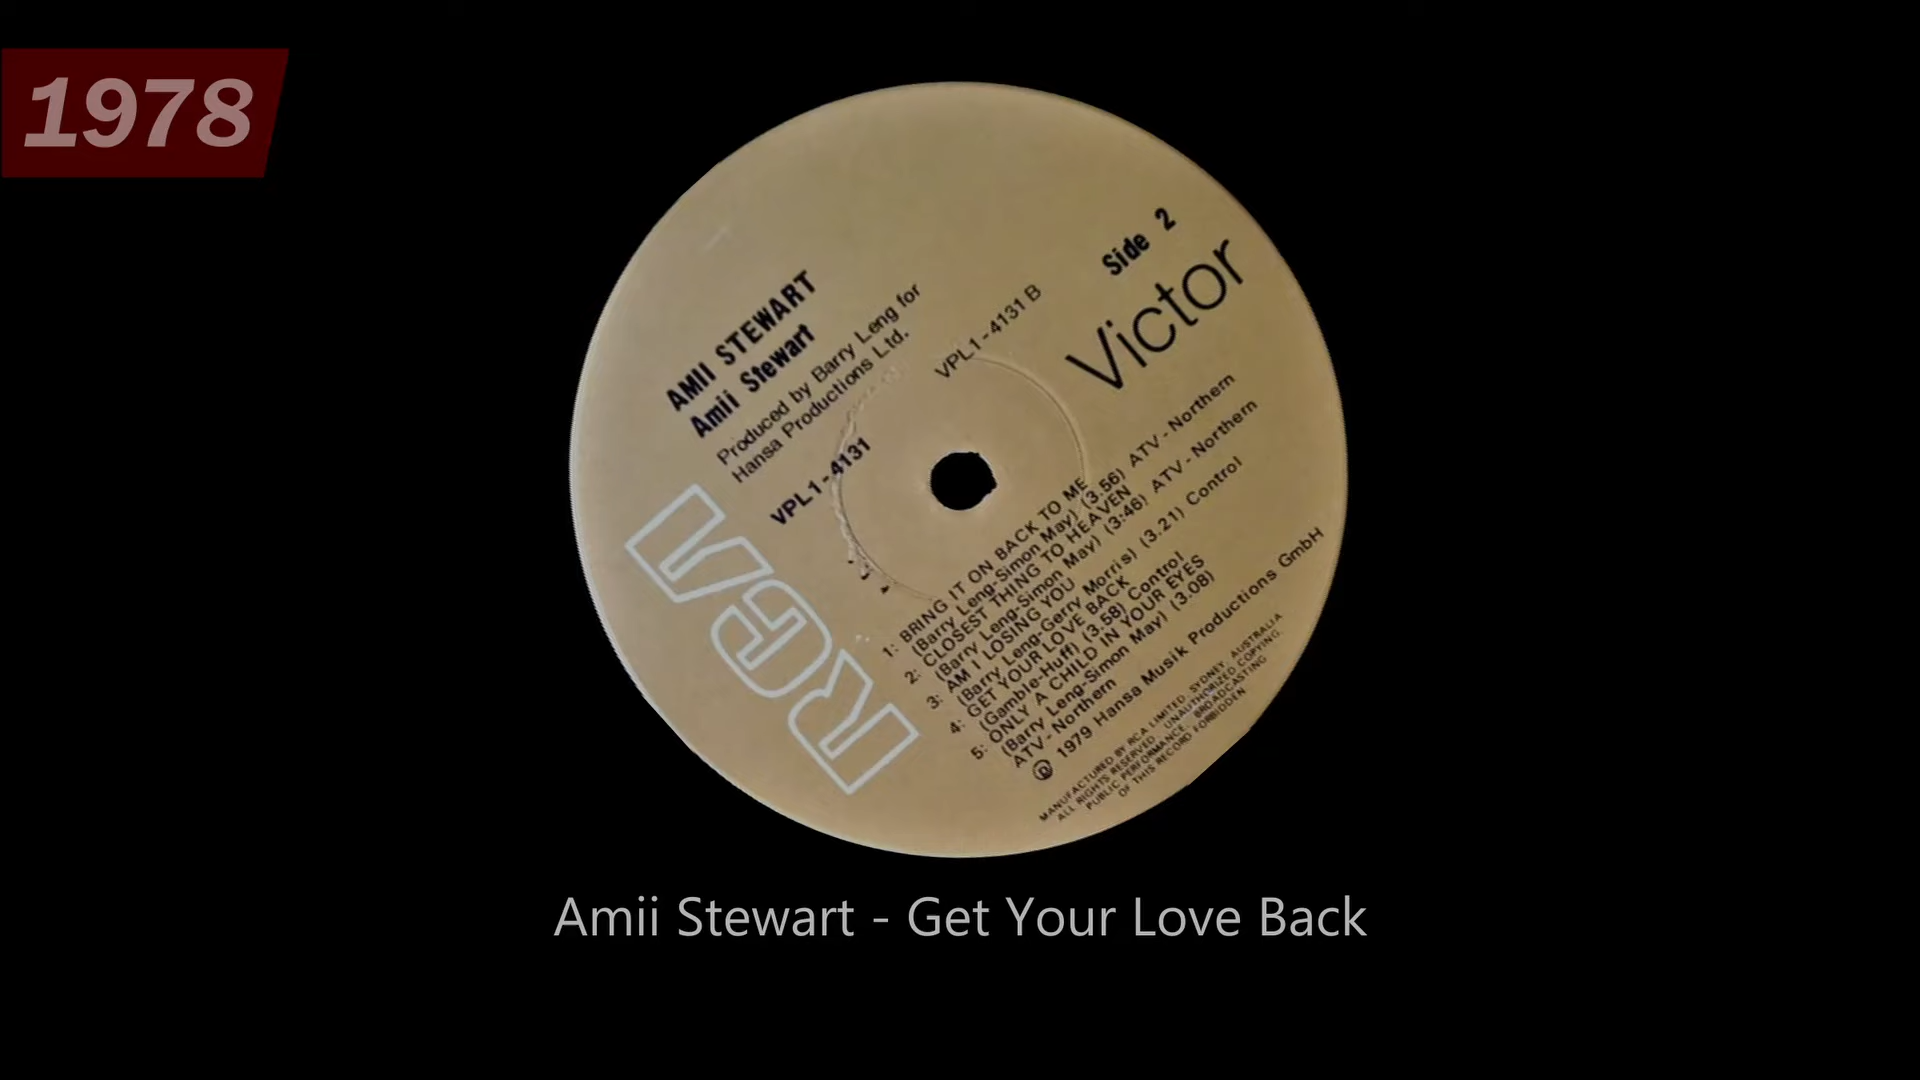 1978
Side 2
Victor
AMII STEWART
Amii Stewart
Produced by Barry Leng for
Hansa Productions Ltd.
VPL1-4131
VPL1-4131 B
RCA
1: BRING IT ON BACK TO ME
(Barry Leng-Simon May) (3.56) ATV-Northern
2: CLOSEST THING TO HEAVEN
(Barry Leng-Simon May) (3:46) ATV-Northern
3: AM I LOSING YOU
(Barry Leng-Gerry Morris) (3.21) Control
4: GET YOUR LOVE BACK
(Gamble-Huff) (3.58) Control
5: ONLY A CHILD IN YOUR EYES
(Barry Leng-Simon May) (3.08)
ATV-Northern
℗ 1979 Hansa Musik Productions GmbH
MANUFACTURED BY RCA LIMITED, SYDNEY, AUSTRALIA
ALL RIGHTS RESERVED. UNAUTHORIZED COPYING,
PUBLIC PERFORMANCE, BROADCASTING
OF THIS RECORD FORBIDDEN
Amii Stewart - Get Your Love Back